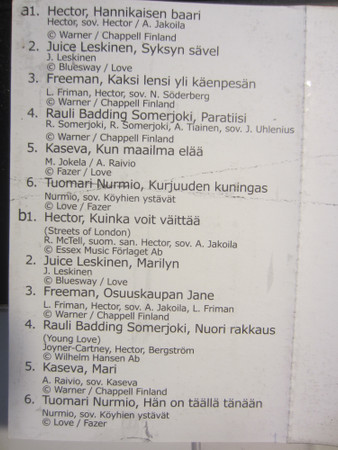 a1. Hector, Hannikaisen baari
Hector, sov. Hector / A. Jakoila
© Warner / Chappell Finland
2. Juice Leskinen, Syksyn sävel
J. Leskinen
© Bluesway / Love
3. Freeman, Kaksi lensi yli käenpesän
L. Friman, Hector, sov. N. Söderberg
© Warner / Chappell Finland
4. Rauli Badding Somerjoki, Paratiisi
R. Somerjoki, R. Somerjoki, A. Tiainen, sov. J. Uhlenius
© Warner / Chappell Finland
5. Kaseva, Kun maailma elää
M. Jokela / A. Raivio
© Fazer / Love
6. Tuomari Nurmio, Kurjuuden kuningas
Nurmio, sov. Köyhien ystävät
© Love / Fazer
b1. Hector, Kuinka voit väittää
(Streets of London)
R. McTell, suom. san. Hector, sov. A. Jakoila
© Essex Music Förlaget Ab
2. Juice Leskinen, Marilyn
J. Leskinen
© Bluesway / Love
3. Freeman, Osuuskaupan Jane
L. Friman, Hector, sov. A. Jakoila, L. Friman
© Warner / Chappell Finland
4. Rauli Badding Somerjoki, Nuori rakkaus
(Young Love)
Joyner-Cartney, Hector, Bergström
© Wilhelm Hansen Ab
5. Kaseva, Mari
A. Raivio, sov. Kaseva
© Warner / Chappell Finland
6. Tuomari Nurmio, Hän on täällä tänään
Nurmio, sov. Köyhien ystävät
© Love / Fazer